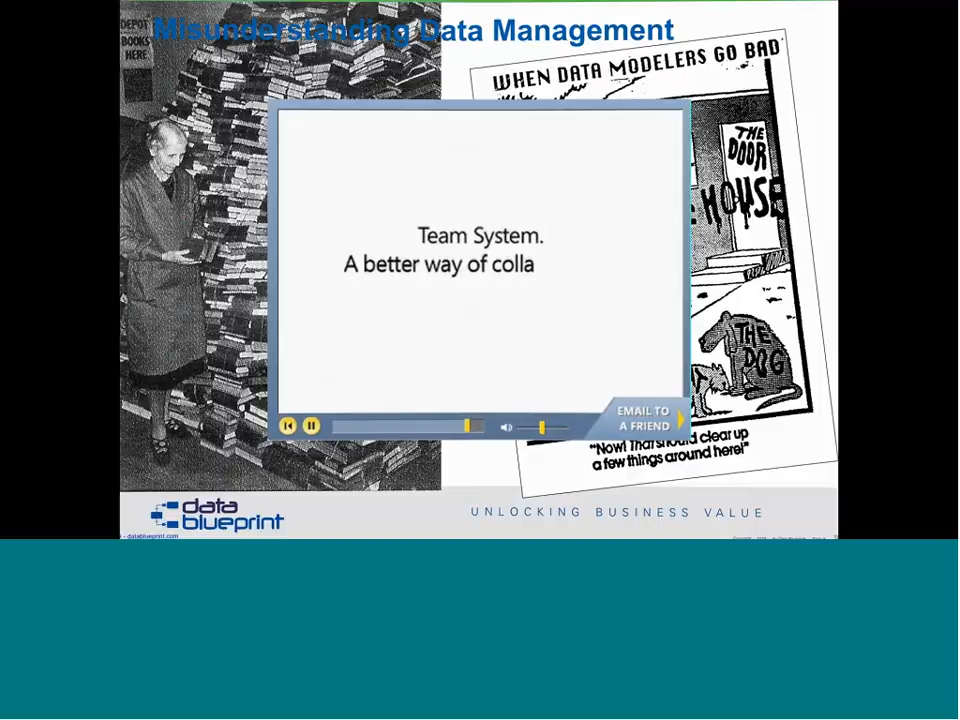 Misunderstanding Data Management
DEPOT
BOOKS
HERE
WHEN DATA MODELERS GO BAD
THE
DOOR
HOUSE
THE
DOG
Team System.
A better way of colla
EMAIL TO
A FRIEND
"Now! That should clear up
a few things around here!"
data
blueprint
UNLOCKING BUSINESS VALUE
- datablueprint.com